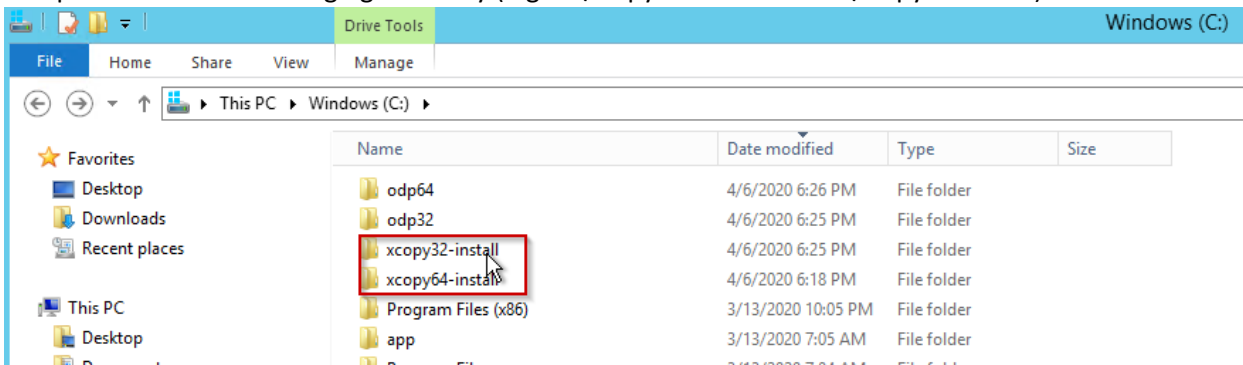 Drive Tools
Windows (C:)
File Home Share View Manage
This PC Windows (C:)
Name Date modified Type Size
Favorites
Desktop
Downloads
Recent places
This PC
Desktop
odp64 4/6/2020 6:26 PM File folder
odp32 4/6/2020 6:25 PM File folder
xcopy32-install 4/6/2020 6:25 PM File folder
xcopy64-install 4/6/2020 6:18 PM File folder
Program Files (x86) 3/13/2020 10:05 PM File folder
app 3/13/2020 7:05 AM File folder